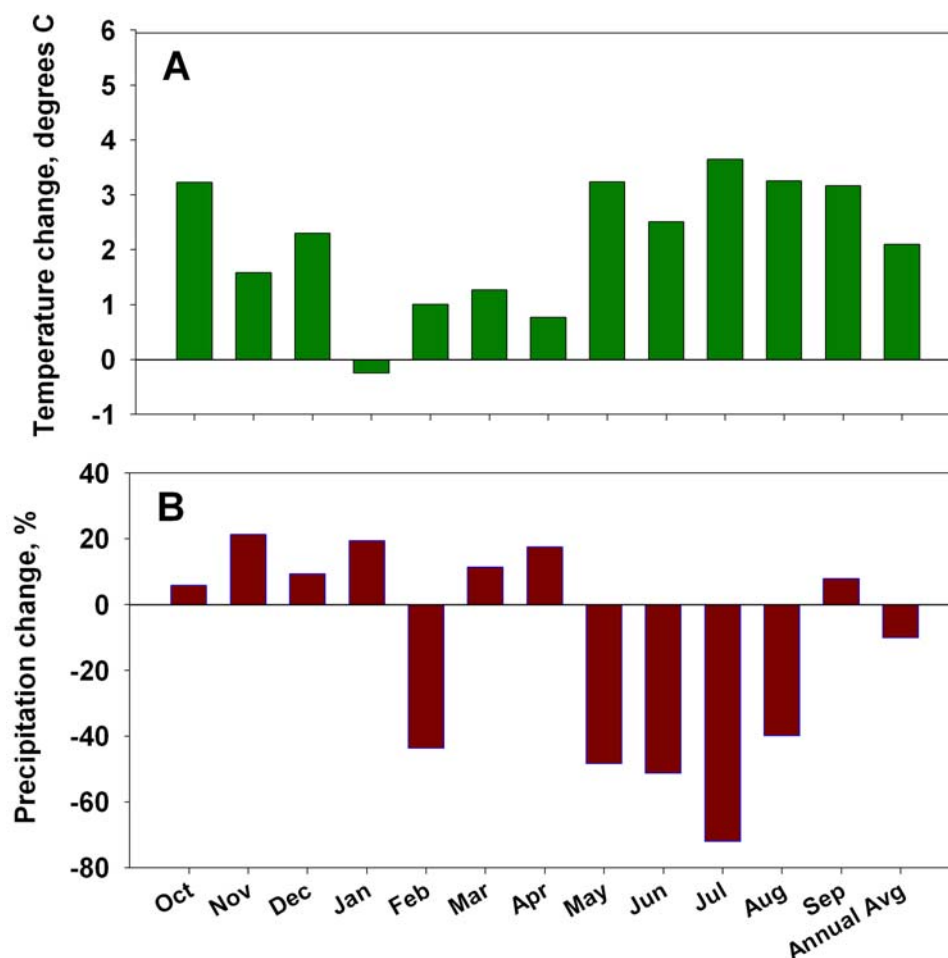 Temperature change, degrees C
6
5
4
3
2
1
0
-1
A
Precipitation change, %
40
20
0
-20
-40
-60
-80
B
Oct
Nov
Dec
Jan
Feb
Mar
Apr
May
Jun
Jul
Aug
Sep
Annual Avg